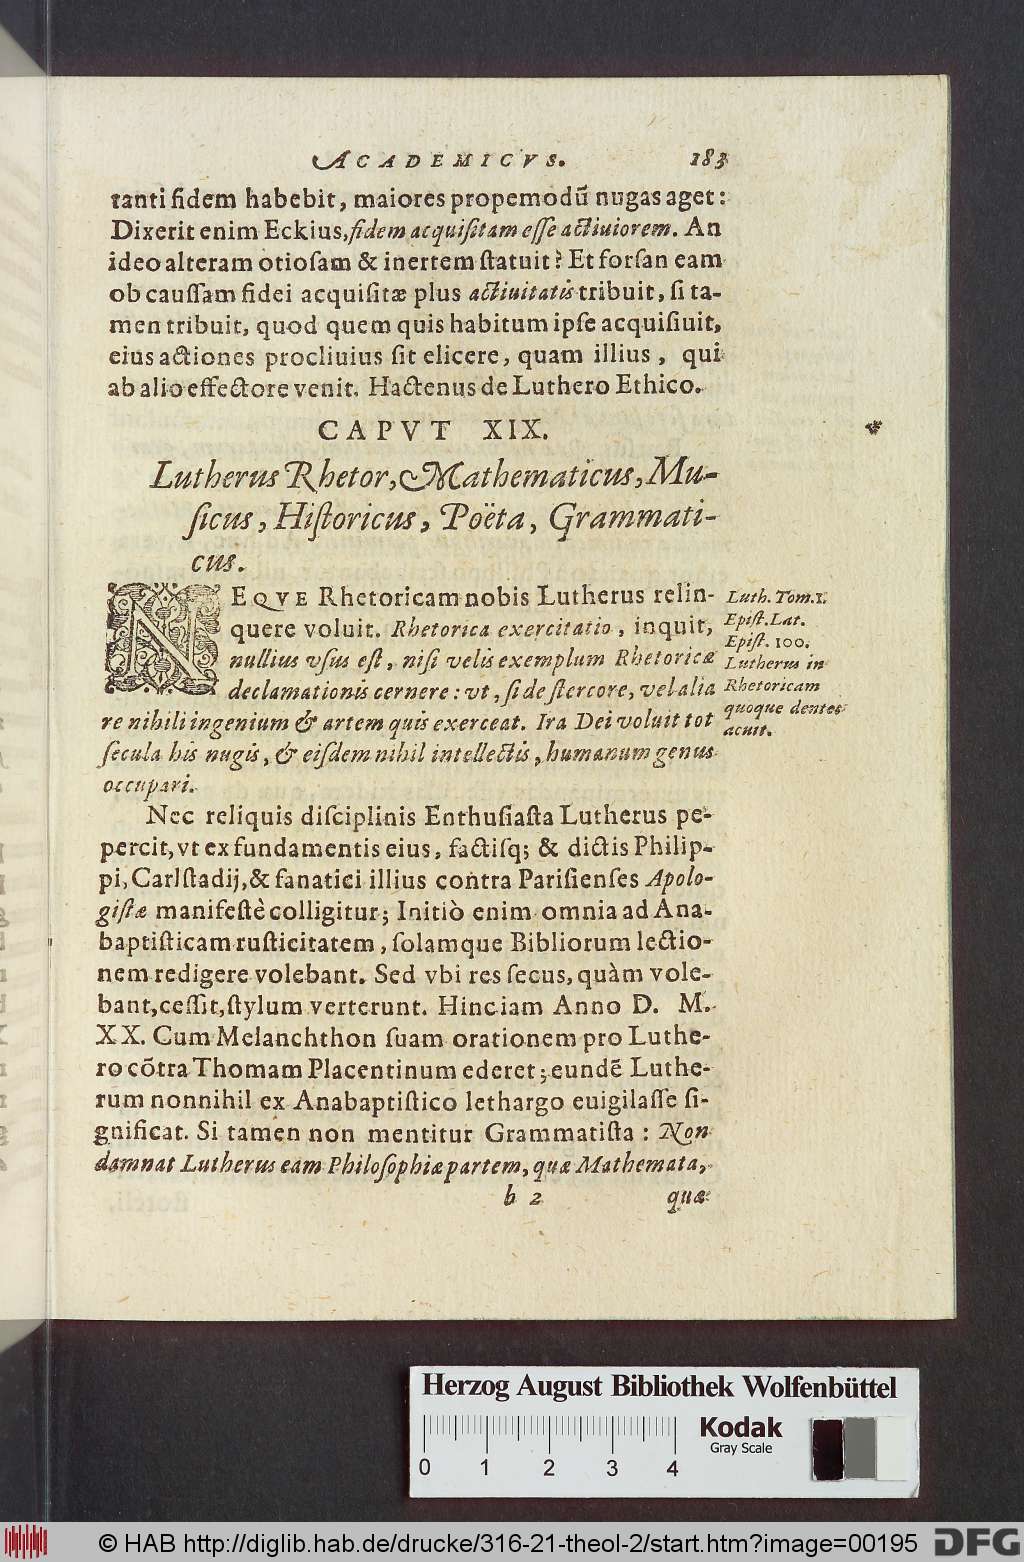 ACADEMICVS. 183
tanti fidem habebit, maiores propemodũ nugas aget:
Dixerit enim Eckius, fidem acquiſitam eſſe actiuiorem. An
ideo alteram otioſam & inertem ſtatuit? Et forſan eam
ob cauſſam fidei acquiſitæ plus actiuitatis tribuit, ſi ta-
men tribuit, quod quem quis habitum ipſe acquiſiuit,
eius actiones procliuius ſit elicere, quam illius, qui
ab alio effectore venit. Hactenus de Luthero Ethico.
CAPVT XIX.
Lutherus Rhetor, Mathematicus, Mu-
ſicus, Hiſtoricus, Poëta, Grammati-
cus.
NEQVE Rhetoricam nobis Lutherus relin-
quere voluit. Rhetorica exercitatio, inquit,
nullius vſus eſt, niſi velis exemplum Rhetoricæ
declamationis cernere: vt, ſi de ſtercore, vel alia
re nihili ingenium & artem quis exerceat. Ira Dei voluit tot
ſecula his nugis, & eiſdem nihil intellectis, humanum genus
occupari.
Luth. Tom. 1.
Epiſt. Lat.
Epiſt. 100.
Lutherus in
Rhetoricam
quoque dentes
acuit.
Nec reliquis diſciplinis Enthuſiaſta Lutherus pe-
percit, vt ex fundamentis eius, factiſq; & dictis Philip-
pi, Carlſtadij, & fanatici illius contra Pariſienſes Apolo-
giſtæ manifeſtè colligitur; Initiò enim omnia ad Ana-
baptiſticam ruſticitatem, ſolamque Bibliorum lectio-
nem redigere volebant. Sed vbi res ſecus, quàm vole-
bant, ceſſit, ſtylum verterunt. Hinc iam Anno D. M.
XX. Cum Melanchthon ſuam orationem pro Luthe-
ro cõtra Thomam Placentinum ederet; eundẽ Luthe-
rum nonnihil ex Anabaptiſtico lethargo euigilaſſe ſi-
gnificat. Si tamen non mentitur Grammatiſta: Non
damnat Lutherus eam Philoſophiæ partem, quæ Mathemata,
b 2 quæ
Herzog August Bibliothek Wolfenbüttel
Kodak
Gray Scale
0 1 2 3 4
© HAB http://diglib.hab.de/drucke/316-21-theol-2/start.htm?image=00195
DFG